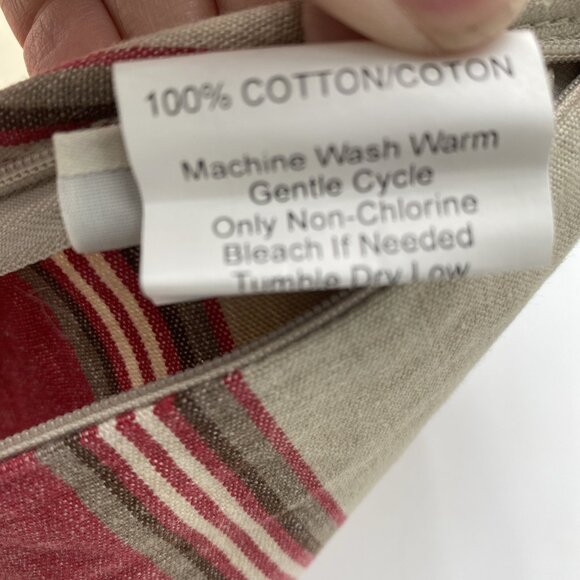 100% COTTON/COTON
Machine Wash Warm
Gentle Cycle
Only Non-Chlorine
Bleach If Needed
Tumble Dry Low